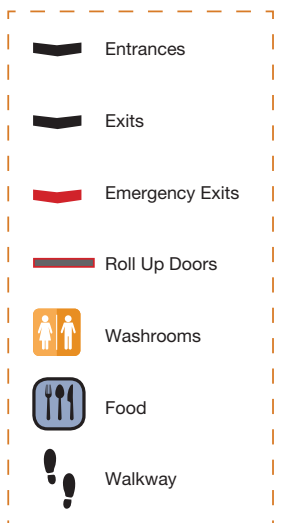 Entrances
Exits
Emergency Exits
Roll Up Doors
Washrooms
Food
Walkway